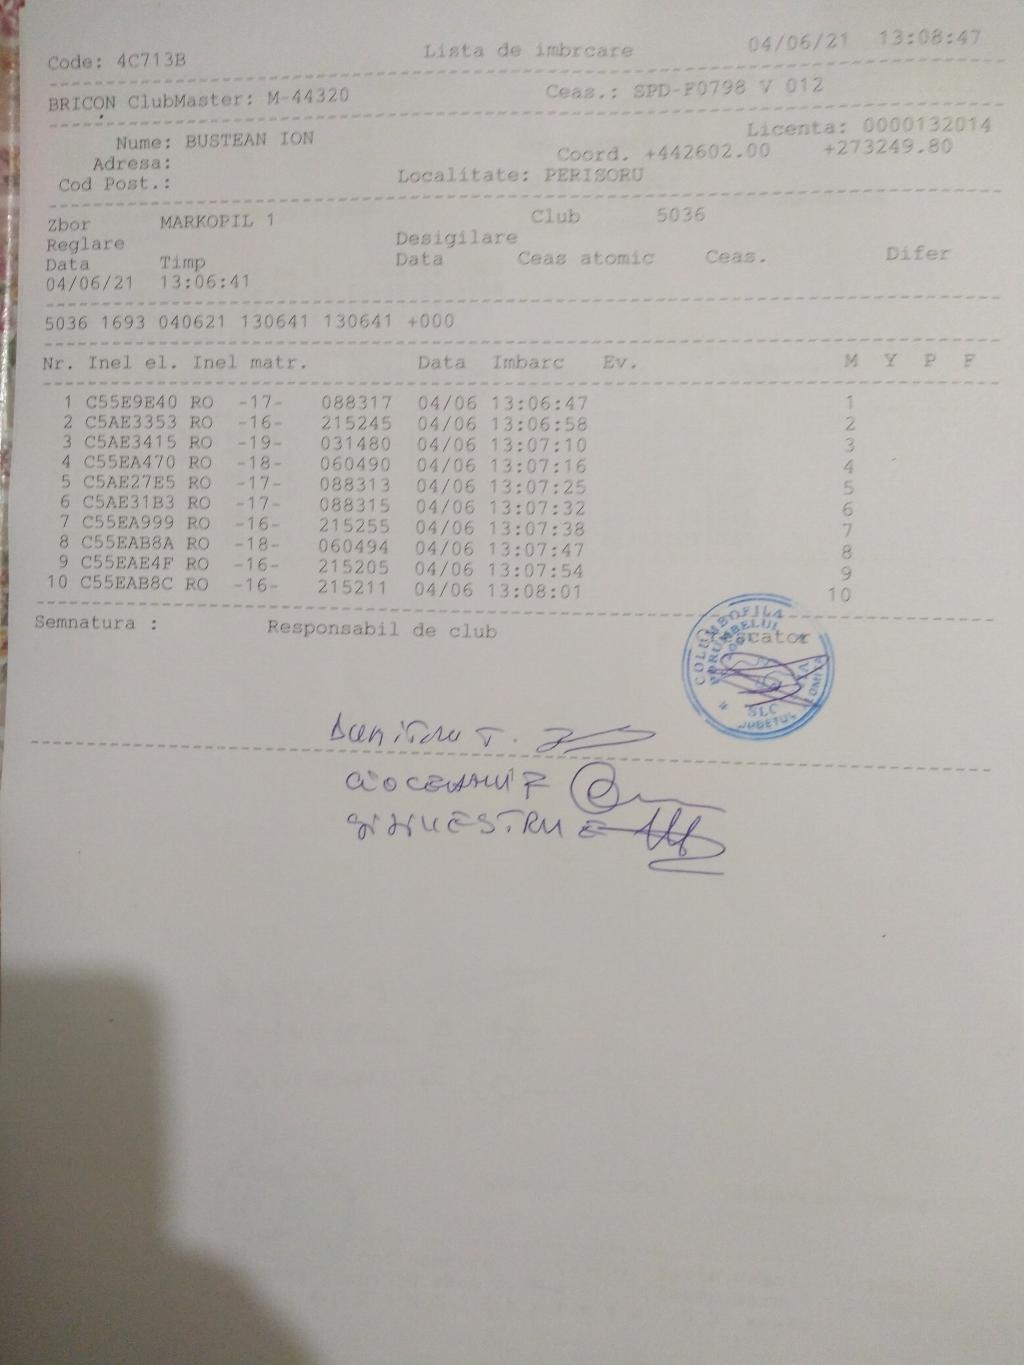 Code: 4C713B Lista de imbrcare 04/06/21 13:08:47
BRICON ClubMaster: M-44320 Ceas.: SPD-F0798 V 012
Nume: BUSTEAN ION Licenta: 0000132014
Adresa: Coord. +442602.00 +273249.80
Cod Post.: Localitate: PERISORU
Zbor MARKOPIL 1 Club 5036
Reglare Desigilare
Data Timp Data Ceas atomic Ceas. Difer
04/06/21 13:06:41
5036 1693 040621 130641 130641 +000
Nr. Inel el. Inel matr. Data Imbarc Ev. M Y P F
1 C55E9E40 RO -17- 088317 04/06 13:06:47 1
2 C5AE3353 RO -16- 215245 04/06 13:06:58 2
3 C5AE3415 RO -19- 031480 04/06 13:07:10 3
4 C55EA470 RO -18- 060490 04/06 13:07:16 4
5 C5AE27E5 RO -17- 088313 04/06 13:07:25 5
6 C5AE31B3 RO -17- 088315 04/06 13:07:32 6
7 C55EA999 RO -16- 215255 04/06 13:07:38 7
8 C55EAB8A RO -18- 060494 04/06 13:07:47 8
9 C55EAE4F RO -16- 215205 04/06 13:07:54 9
10 C55EAB8C RO -16- 215211 04/06 13:08:01 10
Semnatura : Responsabil de club
COLUMBOFILA
PORUMBELUL
SLC
JUDETUL
Dumitru T.